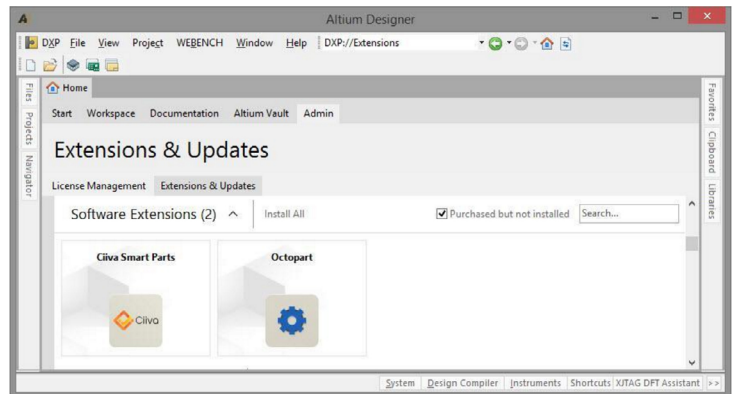 Altium Designer
DXP File View Project WEBENCH Window Help DXP://Extensions
Home
Start Workspace Documentation Altium Vault Admin
Extensions & Updates
License Management Extensions & Updates
Software Extensions (2) Install All Purchased but not installed Search...
Ciiva Smart Parts Octopart
Ciiva
Files
Projects
Navigator
Favorites
Clipboard
Libraries
System Design Compiler Instruments Shortcuts XJTAG DFT Assistant >>